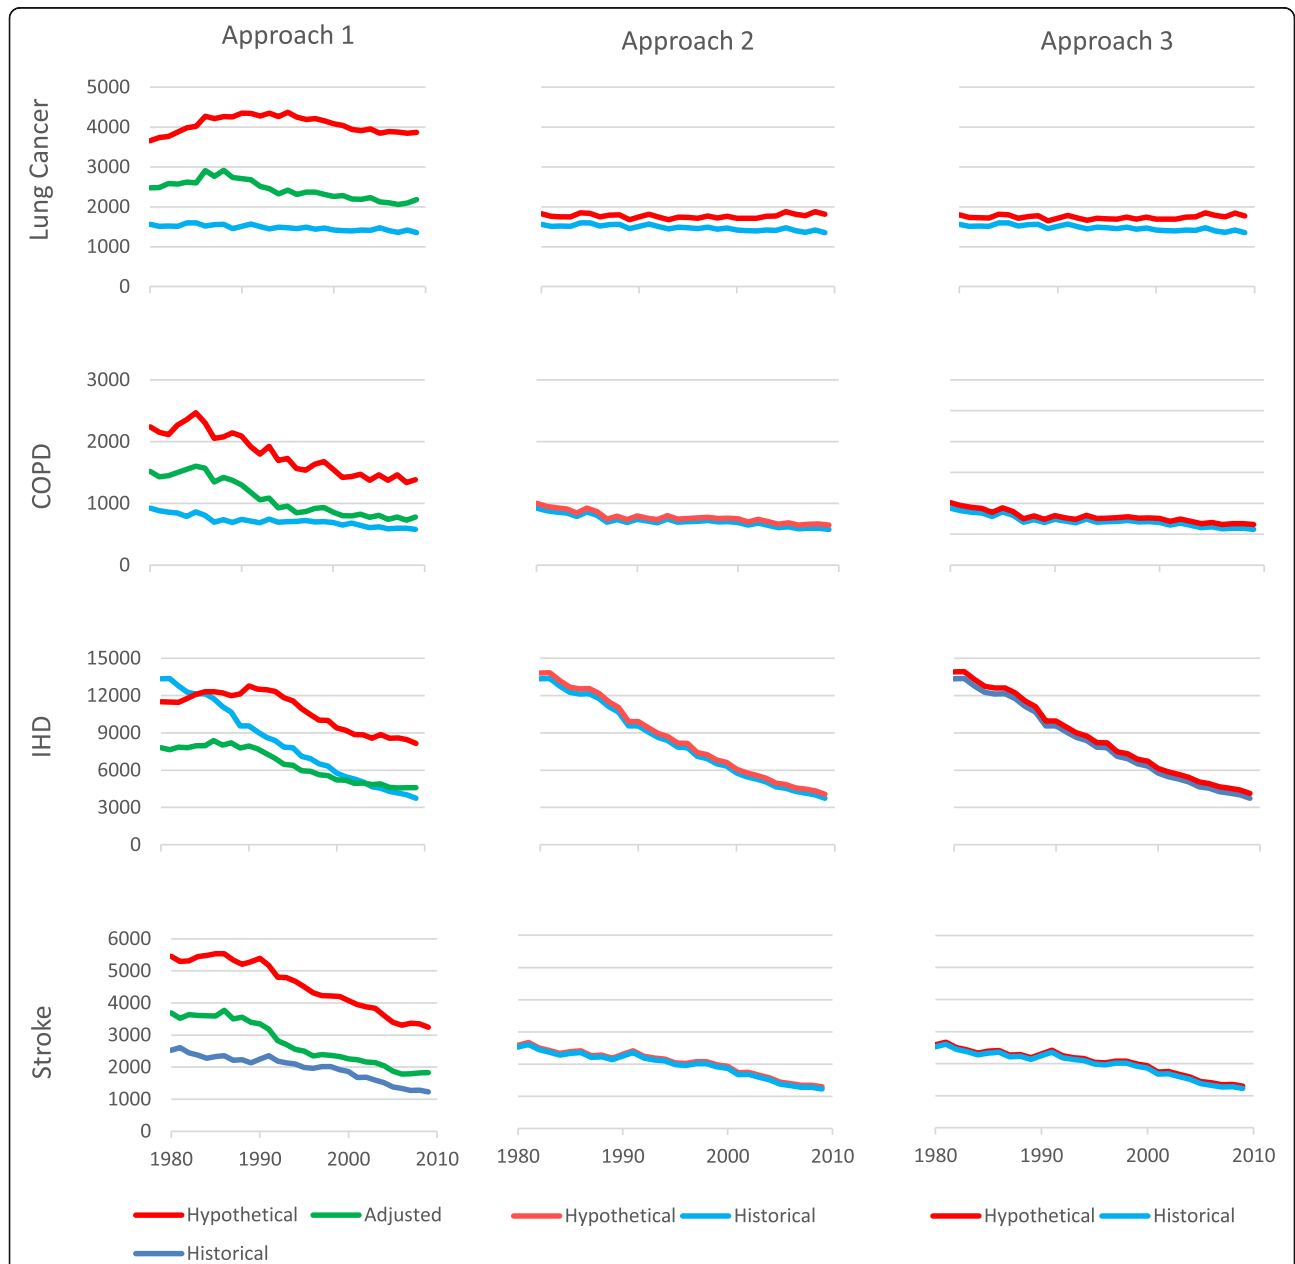 Approach 1
Approach 2
Approach 3
Lung Cancer
5000
4000
3000
2000
1000
0
COPD
3000
2000
1000
0
IHD
15000
12000
9000
6000
3000
0
Stroke
6000
5000
4000
3000
2000
1000
0
1980 1990 2000 2010
1980 1990 2000 2010
1980 1990 2000 2010
Hypothetical Adjusted
Historical
Hypothetical Historical
Hypothetical Historical